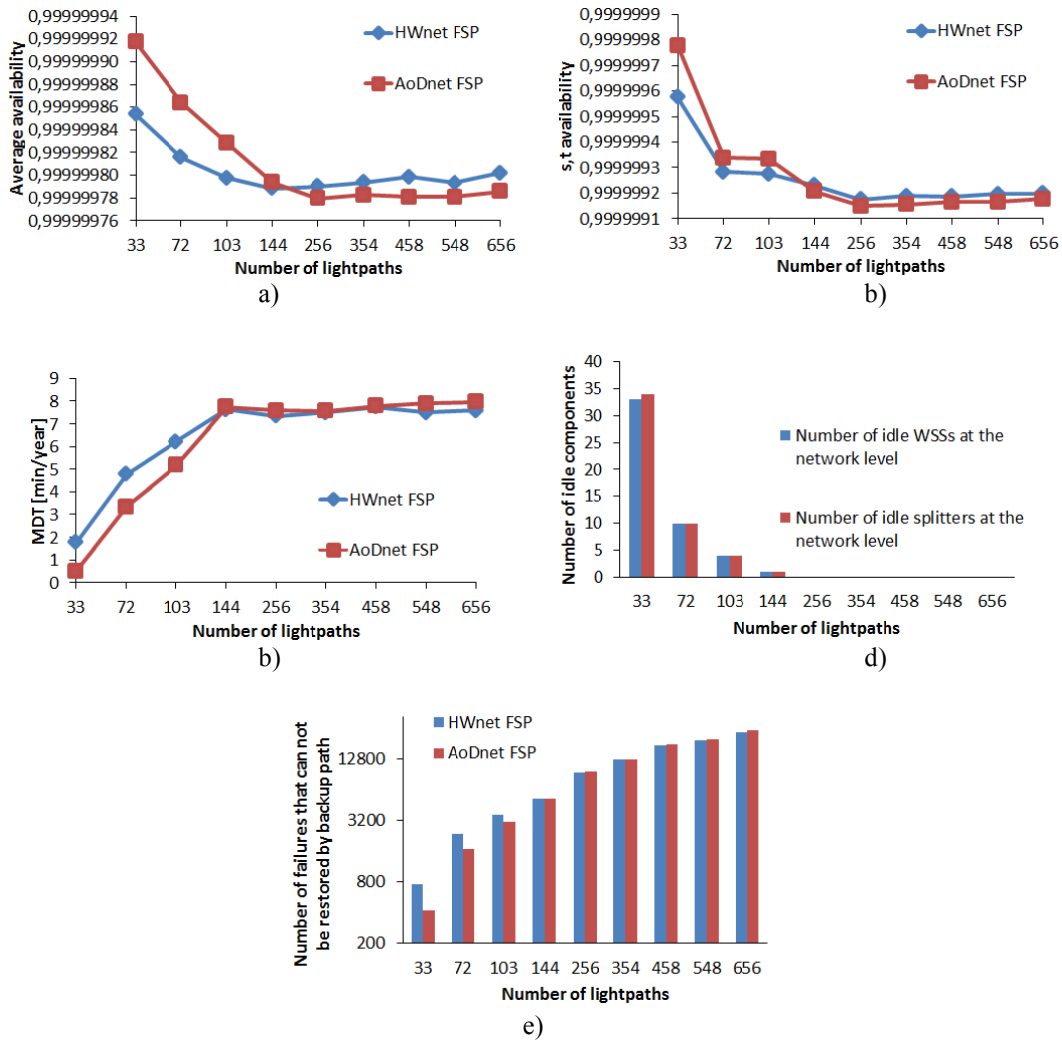 Average availability
0,99999994
0,99999992
0,99999990
0,99999988
0,99999986
0,99999984
0,99999982
0,99999980
0,99999978
0,99999976
HWnet FSP
AoDnet FSP
33 72 103 144 256 354 458 548 656
Number of lightpaths
a)
s,t availability
0,9999999
0,9999998
0,9999997
0,9999996
0,9999995
0,9999994
0,9999993
0,9999992
0,9999991
HWnet FSP
AoDnet FSP
33 72 103 144 256 354 458 548 656
Number of lightpaths
b)
MDT [min/year]
9
8
7
6
5
4
3
2
1
0
HWnet FSP
AoDnet FSP
33 72 103 144 256 354 458 548 656
Number of lightpaths
b)
Number of idle components
40
35
30
25
20
15
10
5
0
Number of idle WSSs at the
network level
Number of idle splitters at the
network level
33 72 103 144 256 354 458 548 656
Number of lightpaths
d)
Number of failures that can not
be restored by backup path
12800
3200
800
200
HWnet FSP
AoDnet FSP
33 72 103 144 256 354 458 548 656
Number of lightpaths
e)